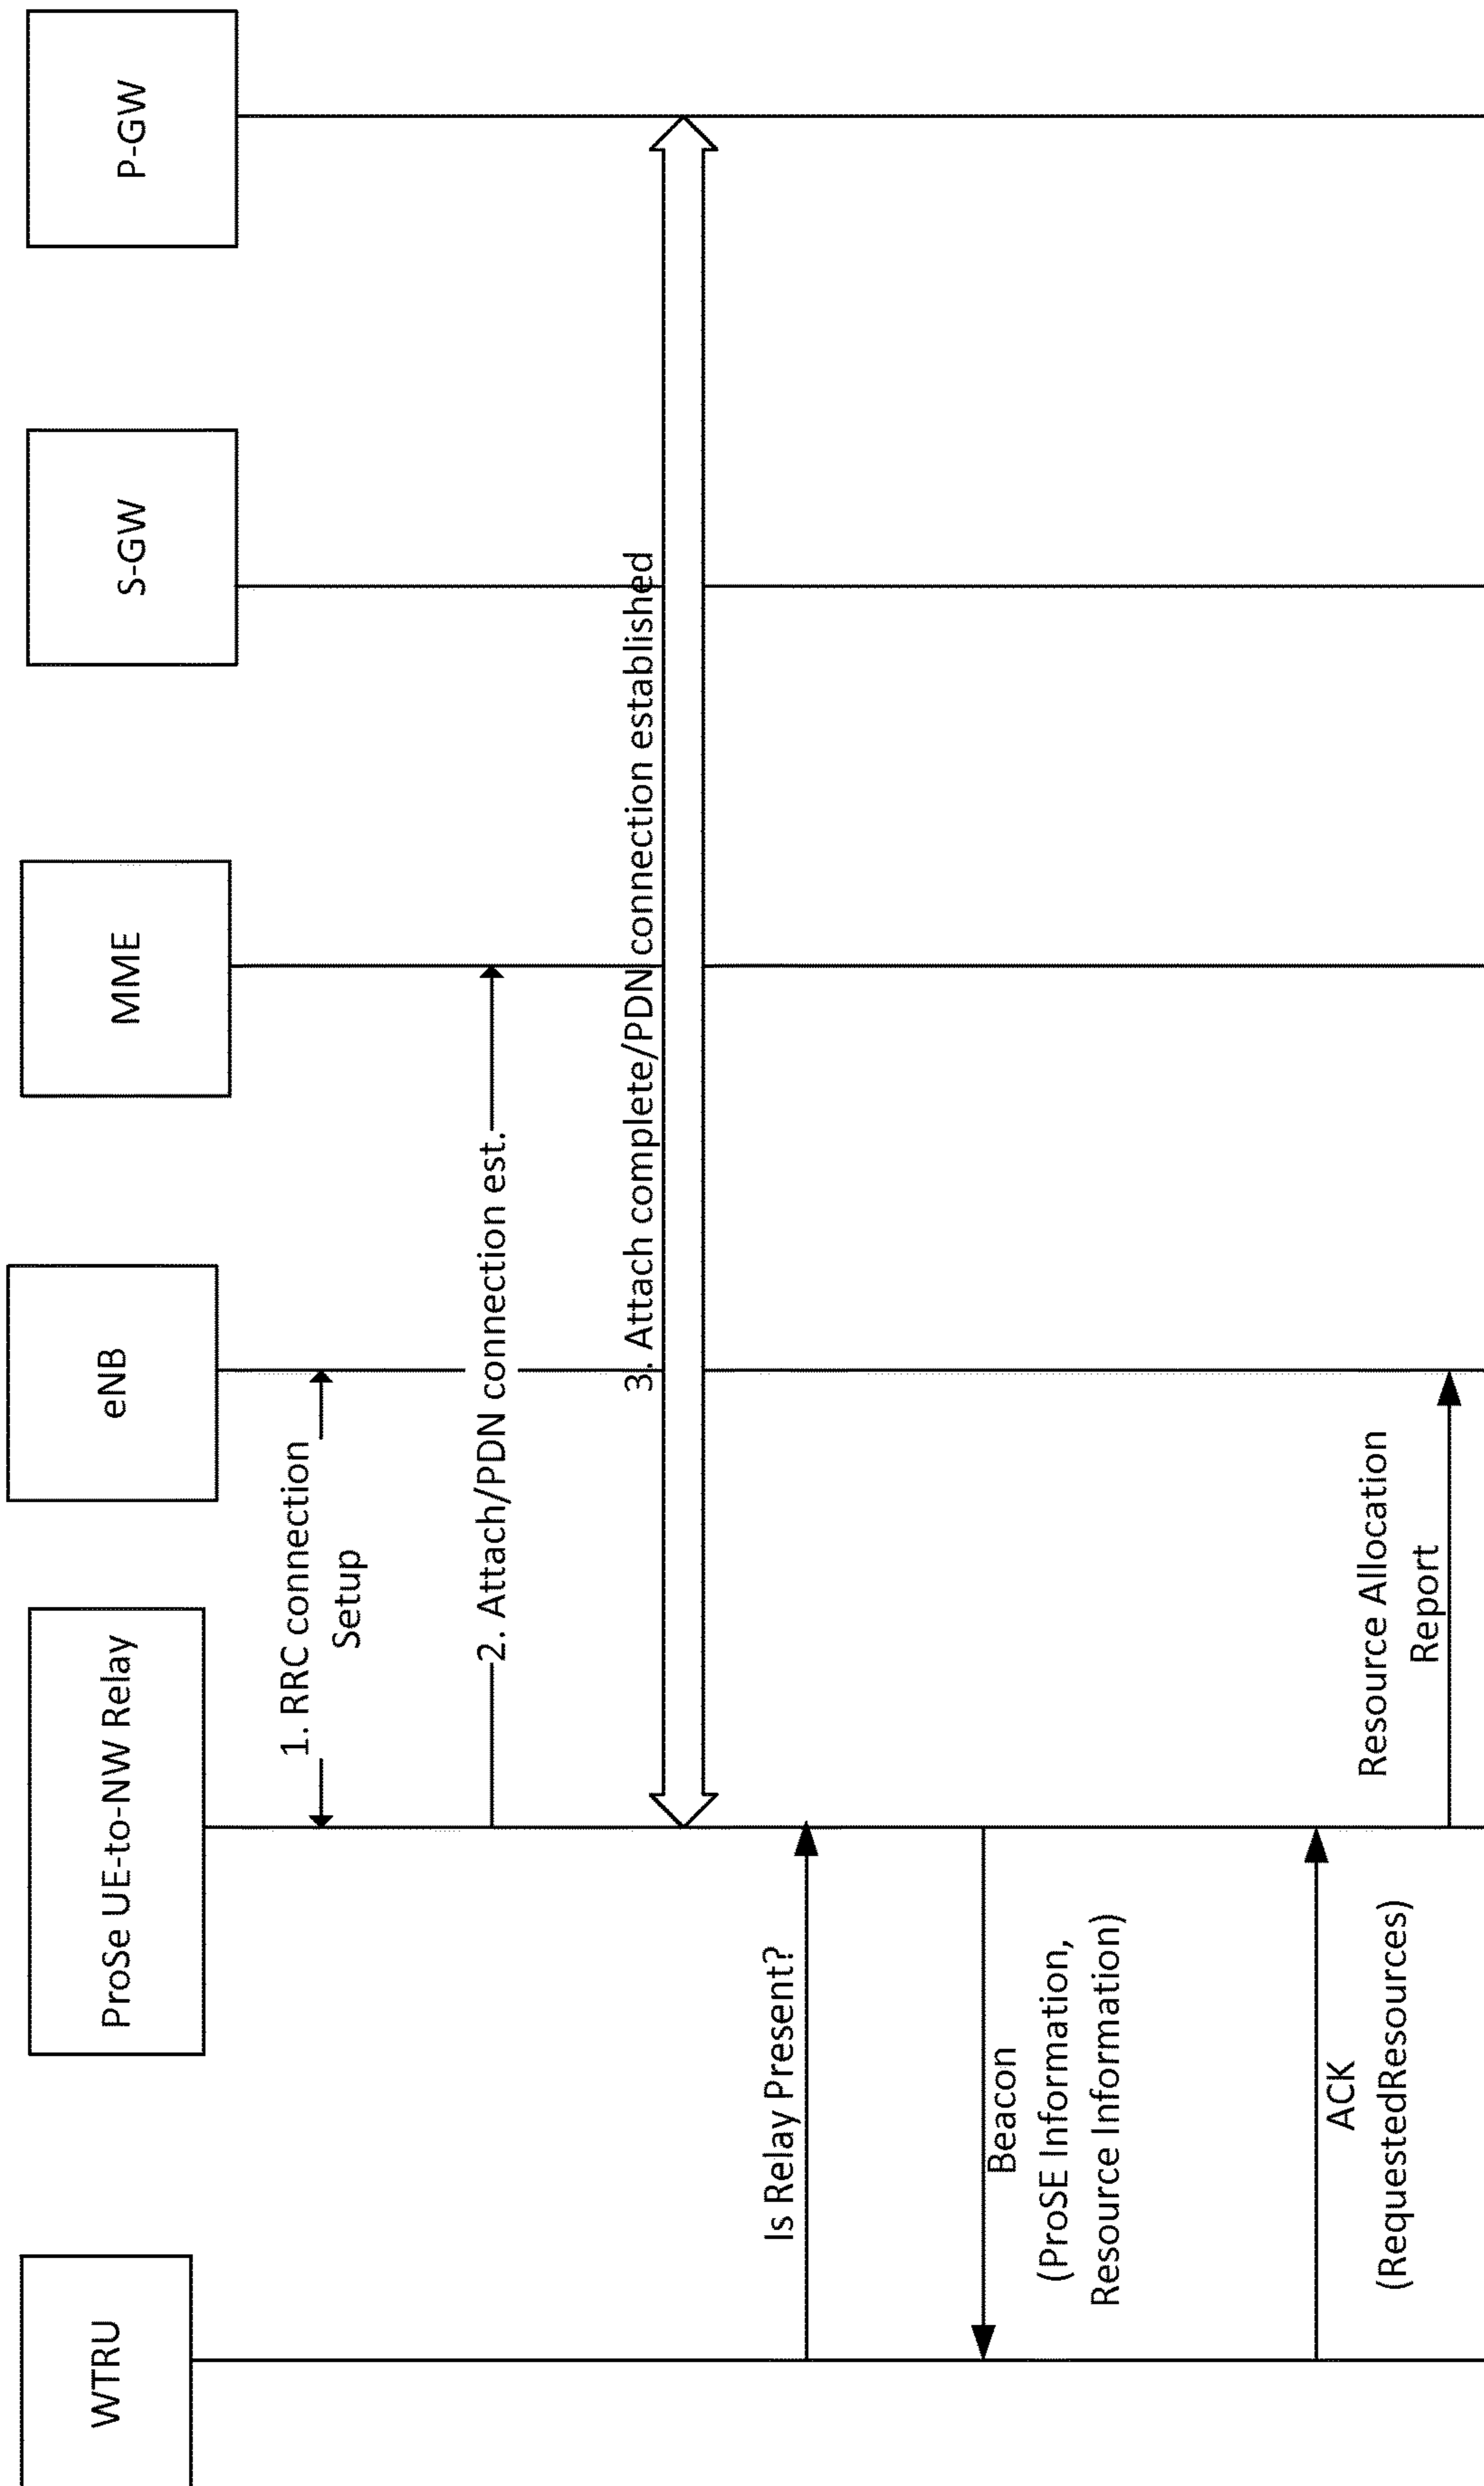 WTRU
ProSe UE-to-NW Relay
eNB
MME
S-GW
P-GW
1. RRC connection
Setup
2. Attach/PDN connection est.
3. Attach complete/PDN connection established
Is Relay Present?
Beacon
(ProSE Information,
Resource Information)
ACK
(RequestedResources)
Resource Allocation
Report